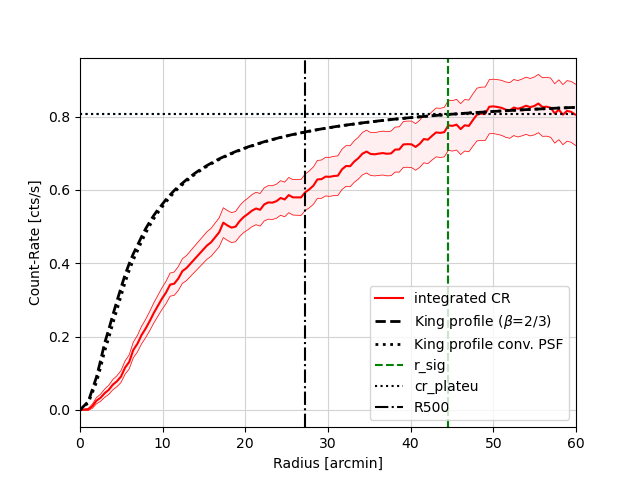 0.8
0.6
0.4
0.2
0.0
Count-Rate [cts/s]
integrated CR
King profile (β=2/3)
King profile conv. PSF
r_sig
cr_plateu
R500
0 10 20 30 40 50 60
Radius [arcmin]